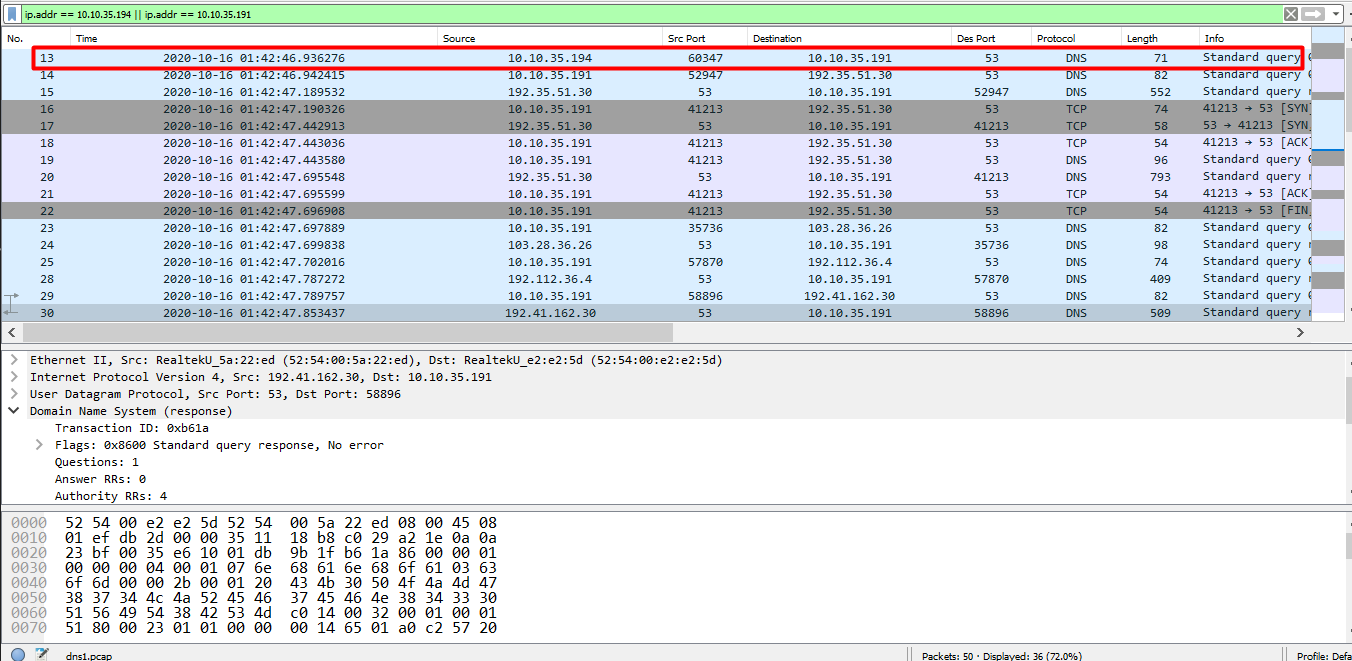 ip.addr == 10.10.35.194 || ip.addr == 10.10.35.191
No. Time Source Src Port Destination Des Port Protocol Length Info
13 2020-10-16 01:42:46.936276 10.10.35.194 60347 10.10.35.191 53 DNS 71 Standard query
14 2020-10-16 01:42:46.942415 10.10.35.191 52947 192.35.51.30 53 DNS 82 Standard query
15 2020-10-16 01:42:47.189532 192.35.51.30 53 10.10.35.191 52947 DNS 552 Standard query
16 2020-10-16 01:42:47.190326 10.10.35.191 41213 192.35.51.30 53 TCP 74 41213 → 53 [SYN
17 2020-10-16 01:42:47.442913 192.35.51.30 53 10.10.35.191 41213 TCP 58 53 → 41213 [SYN
18 2020-10-16 01:42:47.443036 10.10.35.191 41213 192.35.51.30 53 TCP 54 41213 → 53 [ACK]
19 2020-10-16 01:42:47.443580 10.10.35.191 41213 192.35.51.30 53 DNS 96 Standard query
20 2020-10-16 01:42:47.695548 192.35.51.30 53 10.10.35.191 41213 DNS 793 Standard query
21 2020-10-16 01:42:47.695599 10.10.35.191 41213 192.35.51.30 53 TCP 54 41213 → 53 [ACK]
22 2020-10-16 01:42:47.696908 10.10.35.191 41213 192.35.51.30 53 TCP 54 41213 → 53 [FIN
23 2020-10-16 01:42:47.697889 10.10.35.191 35736 103.28.36.26 53 DNS 82 Standard query
24 2020-10-16 01:42:47.699838 103.28.36.26 53 10.10.35.191 35736 DNS 98 Standard query
25 2020-10-16 01:42:47.702016 10.10.35.191 57870 192.112.36.4 53 DNS 74 Standard query
28 2020-10-16 01:42:47.787272 192.112.36.4 53 10.10.35.191 57870 DNS 409 Standard query
29 2020-10-16 01:42:47.789757 10.10.35.191 58896 192.41.162.30 53 DNS 82 Standard query
30 2020-10-16 01:42:47.853437 192.41.162.30 53 10.10.35.191 58896 DNS 509 Standard query
Ethernet II, Src: RealtekU_5a:22:ed (52:54:00:5a:22:ed), Dst: RealtekU_e2:e2:5d (52:54:00:e2:e2:5d)
Internet Protocol Version 4, Src: 192.41.162.30, Dst: 10.10.35.191
User Datagram Protocol, Src Port: 53, Dst Port: 58896
Domain Name System (response)
Transaction ID: 0xb61a
Flags: 0x8600 Standard query response, No error
Questions: 1
Answer RRs: 0
Authority RRs: 4
0000 52 54 00 e2 e2 5d 52 54 00 5a 22 ed 08 00 45 08
0010 01 ef db 2d 00 00 35 11 18 b8 c0 29 a2 1e 0a 0a
0020 23 bf 00 35 e6 10 01 db 9b 1f b6 1a 86 00 00 01
0030 00 00 00 04 00 01 07 6e 68 61 6e 68 6f 61 03 63
0040 6f 6d 00 00 2b 00 01 20 43 4b 30 50 4f 4a 4d 47
0050 38 37 34 4c 4a 52 45 46 37 45 46 4e 38 34 33 30
0060 51 56 49 54 38 42 53 4d c0 14 00 32 00 01 00 01
0070 51 80 00 23 01 01 00 00 00 14 65 01 a0 c2 57 20
dns1.pcap Packets: 50 · Displayed: 36 (72.0%) Profile: Defa